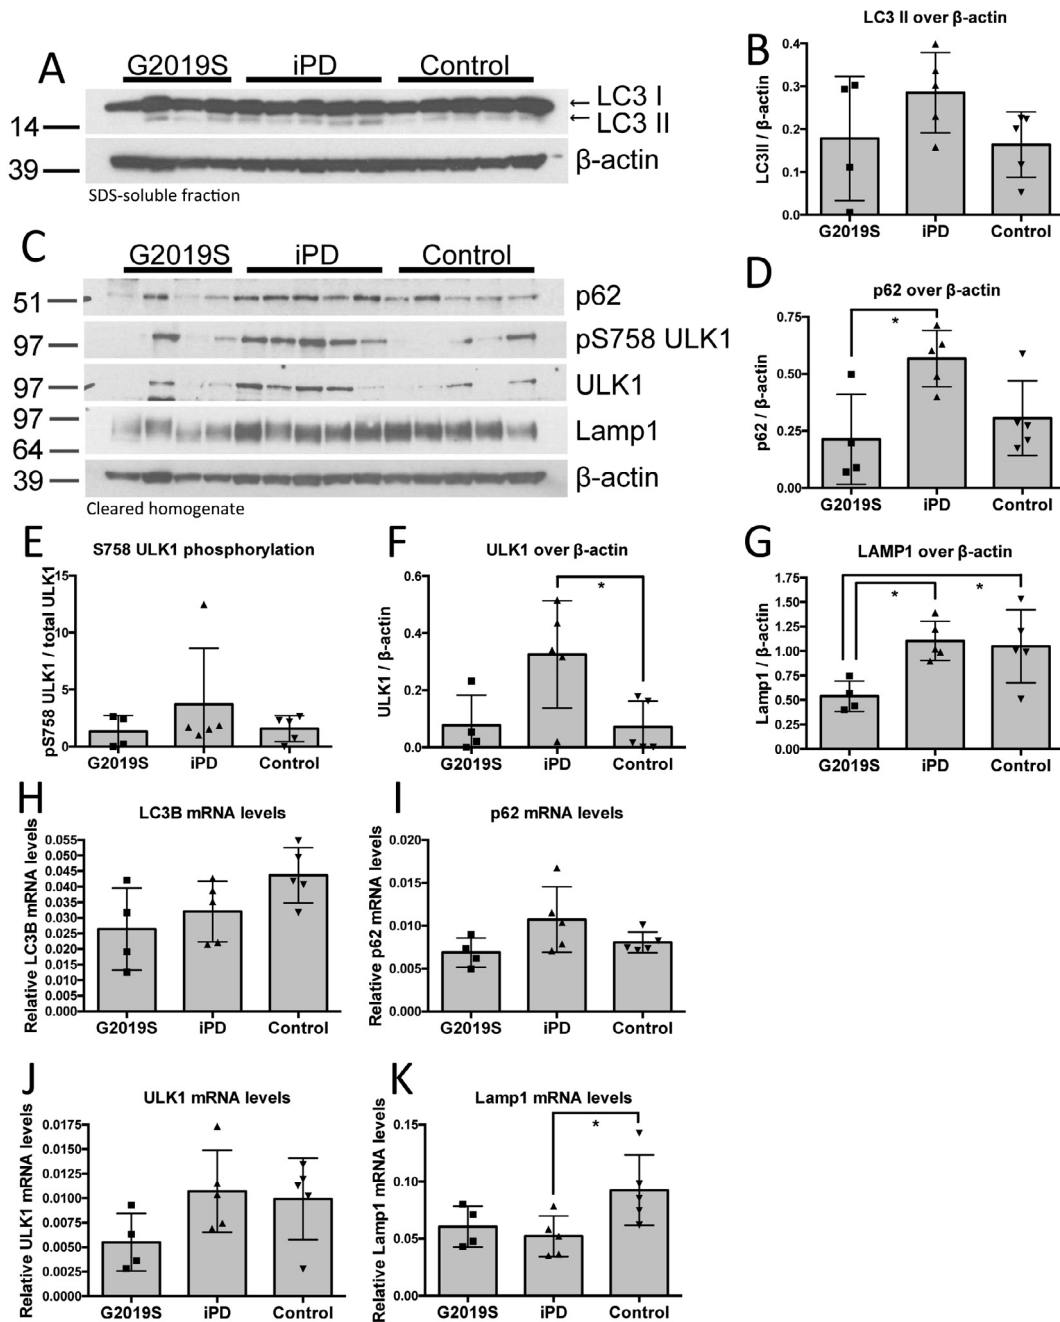 A
G2019S iPD Control
← LC3 I
← LC3 II
14
β-actin
39
SDS-soluble fraction
B
LC3 II over β-actin
LC3II / β-actin
0.4
0.3
0.2
0.1
0.0
G2019S iPD Control
C
G2019S iPD Control
51 p62
97 pS758 ULK1
97 ULK1
97 Lamp1
64
39 β-actin
Cleared homogenate
D
p62 over β-actin
p62 / β-actin
0.75
*
0.50
0.25
0.00
G2019S iPD Control
E
S758 ULK1 phosphorylation
pS758 ULK1 / total ULK1
15
10
5
0
G2019S iPD Control
F
ULK1 over β-actin
ULK1 / β-actin
0.6
*
0.4
0.2
0.0
G2019S iPD Control
G
LAMP1 over β-actin
Lamp1 / β-actin
1.75
* *
1.50
1.25
1.00
0.75
0.50
0.25
0.00
G2019S iPD Control
H
LC3B mRNA levels
Relative LC3B mRNA levels
0.055
0.050
0.045
0.040
0.035
0.030
0.025
0.020
0.015
0.010
0.005
0.000
G2019S iPD Control
I
p62 mRNA levels
Relative p62 mRNA levels
0.020
0.015
0.010
0.005
0.000
G2019S iPD Control
J
ULK1 mRNA levels
Relative ULK1 mRNA levels
0.0175
0.0150
0.0125
0.0100
0.0075
0.0050
0.0025
0.0000
G2019S iPD Control
K
Lamp1 mRNA levels
Relative Lamp1 mRNA levels
*
0.15
0.10
0.05
0.00
G2019S iPD Control